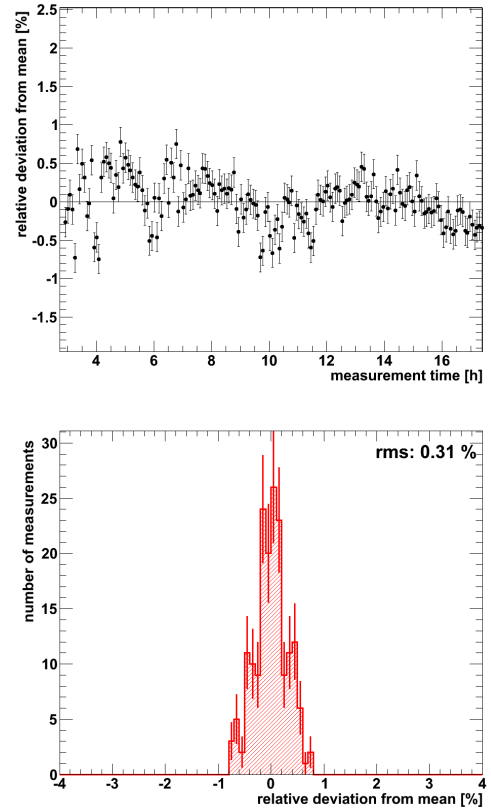 relative deviation from mean [%]
2.5
2
1.5
1
0.5
0
-0.5
-1
-1.5
4 6 8 10 12 14 16
measurement time [h]
number of measurements
rms: 0.31 %
30
25
20
15
10
5
0
-4 -3 -2 -1 0 1 2 3 4
relative deviation from mean [%]